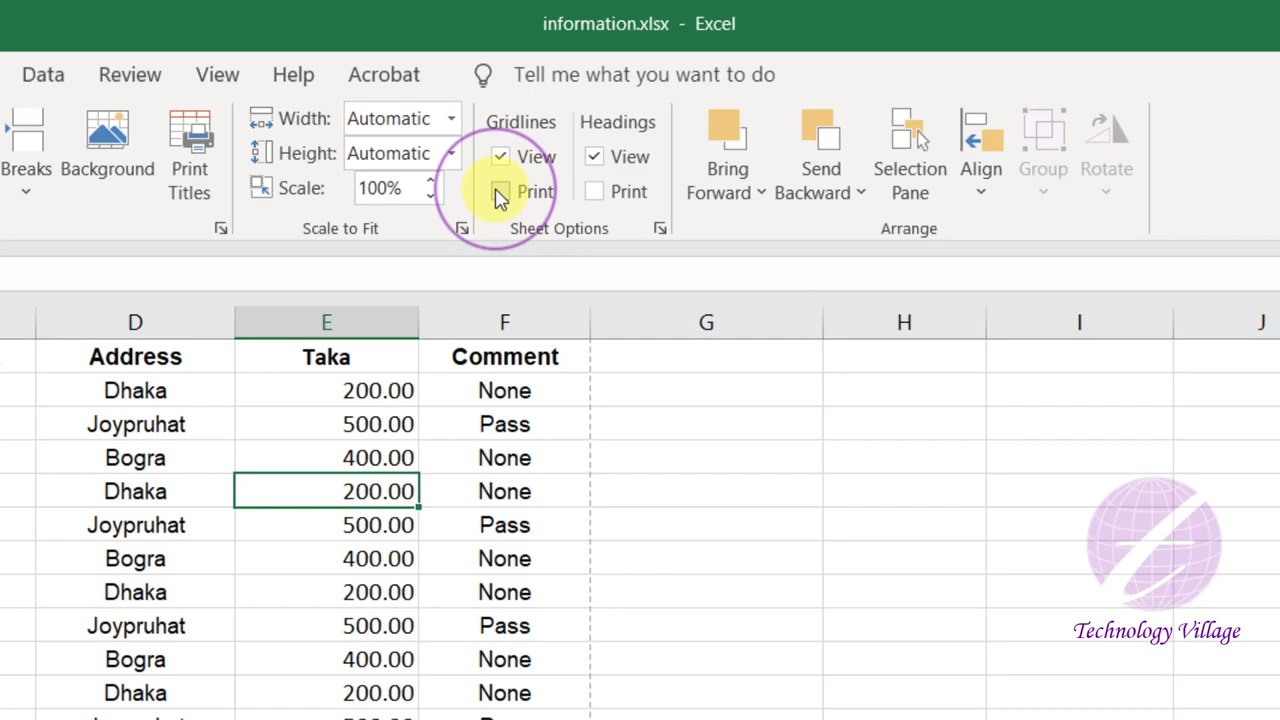 information.xlsx - Excel
Data Review View Help Acrobat Tell me what you want to do
Breaks
Background
Print Titles
Width: Automatic
Height: Automatic
Scale: 100%
Scale to Fit
Gridlines
View
Print
Headings
View
Print
Sheet Options
Bring Forward
Send Backward
Selection Pane
Align
Group
Rotate
Arrange
D E F G H I J
Address Taka Comment
Dhaka 200.00 None
Joypruhat 500.00 Pass
Bogra 400.00 None
Dhaka 200.00 None
Joypruhat 500.00 Pass
Bogra 400.00 None
Dhaka 200.00 None
Joypruhat 500.00 Pass
Bogra 400.00 None
Dhaka 200.00 None
Technology Village